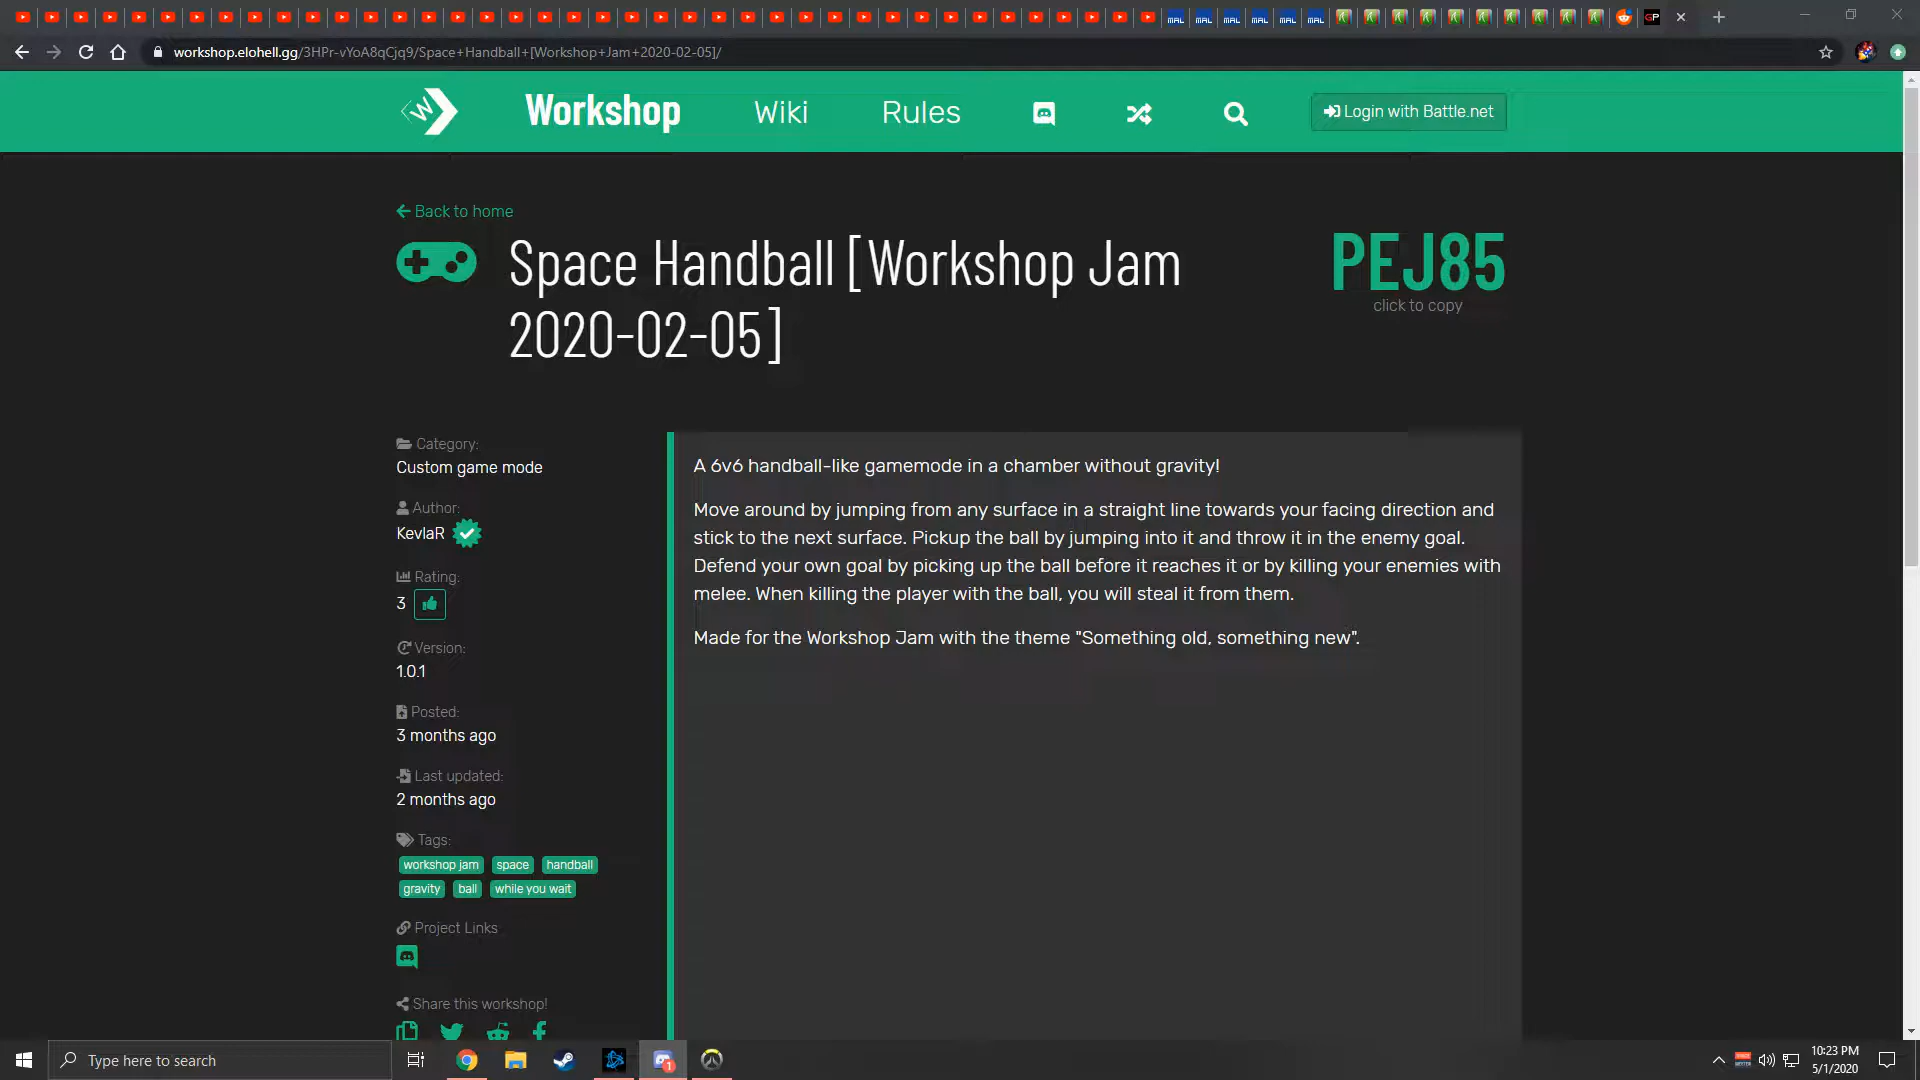 workshop.elohell.gg/3HPr-vYoA8qCjq9/Space+Handball+[Workshop+Jam+2020-02-05]/
W
Workshop
Wiki
Rules
Login with Battle.net
Back to home
Space Handball [Workshop Jam
2020-02-05]
PEJ85
click to copy
Category:
Custom game mode
Author:
KevlaR
Rating:
3
Version:
1.0.1
Posted:
3 months ago
Last updated:
2 months ago
Tags:
workshop jam space handball
gravity ball while you wait
Project Links
Share this workshop!
A 6v6 handball-like gamemode in a chamber without gravity!
Move around by jumping from any surface in a straight line towards your facing direction and
stick to the next surface. Pickup the ball by jumping into it and throw it in the enemy goal.
Defend your own goal by picking up the ball before it reaches it or by killing your enemies with
melee. When killing the player with the ball, you will steal it from them.
Made for the Workshop Jam with the theme "Something old, something new".
Type here to search
1
10:23 PM
5/1/2020